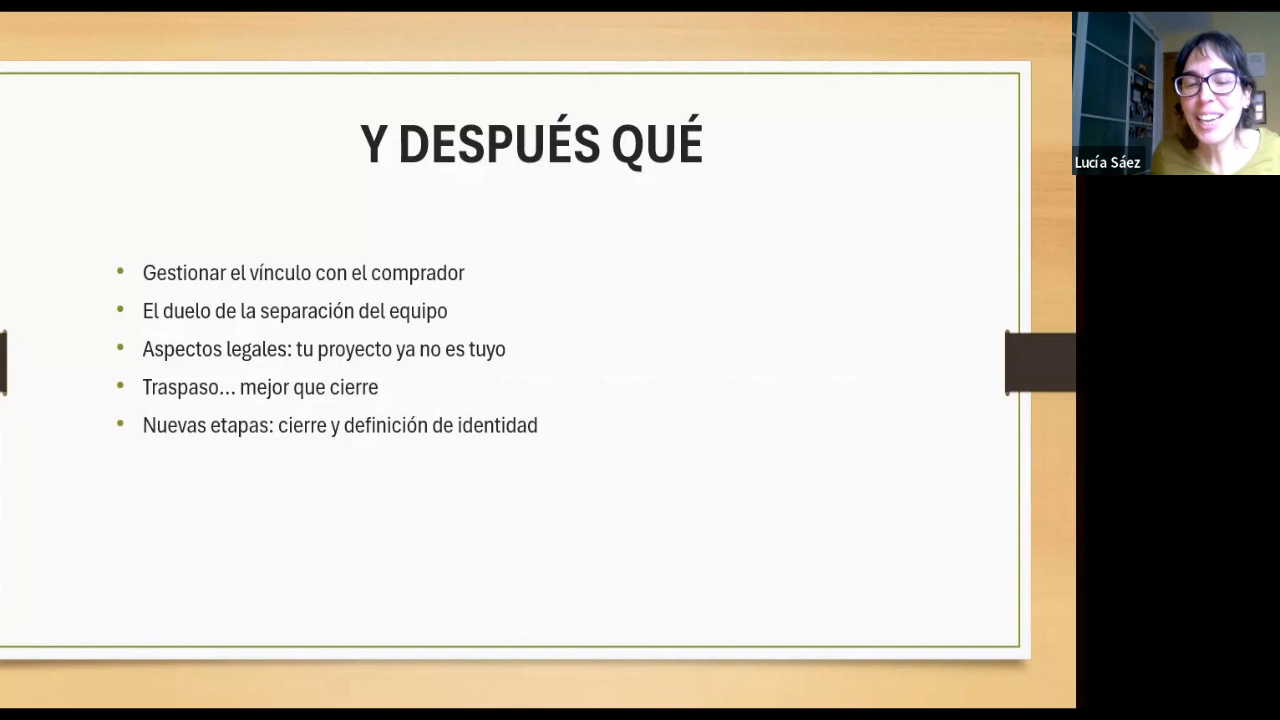 Y DESPUÉS QUÉ
Gestionar el vínculo con el comprador
El duelo de la separación del equipo
Aspectos legales: tu proyecto ya no es tuyo
Traspaso... mejor que cierre
Nuevas etapas: cierre y definición de identidad
Lucía Sáez